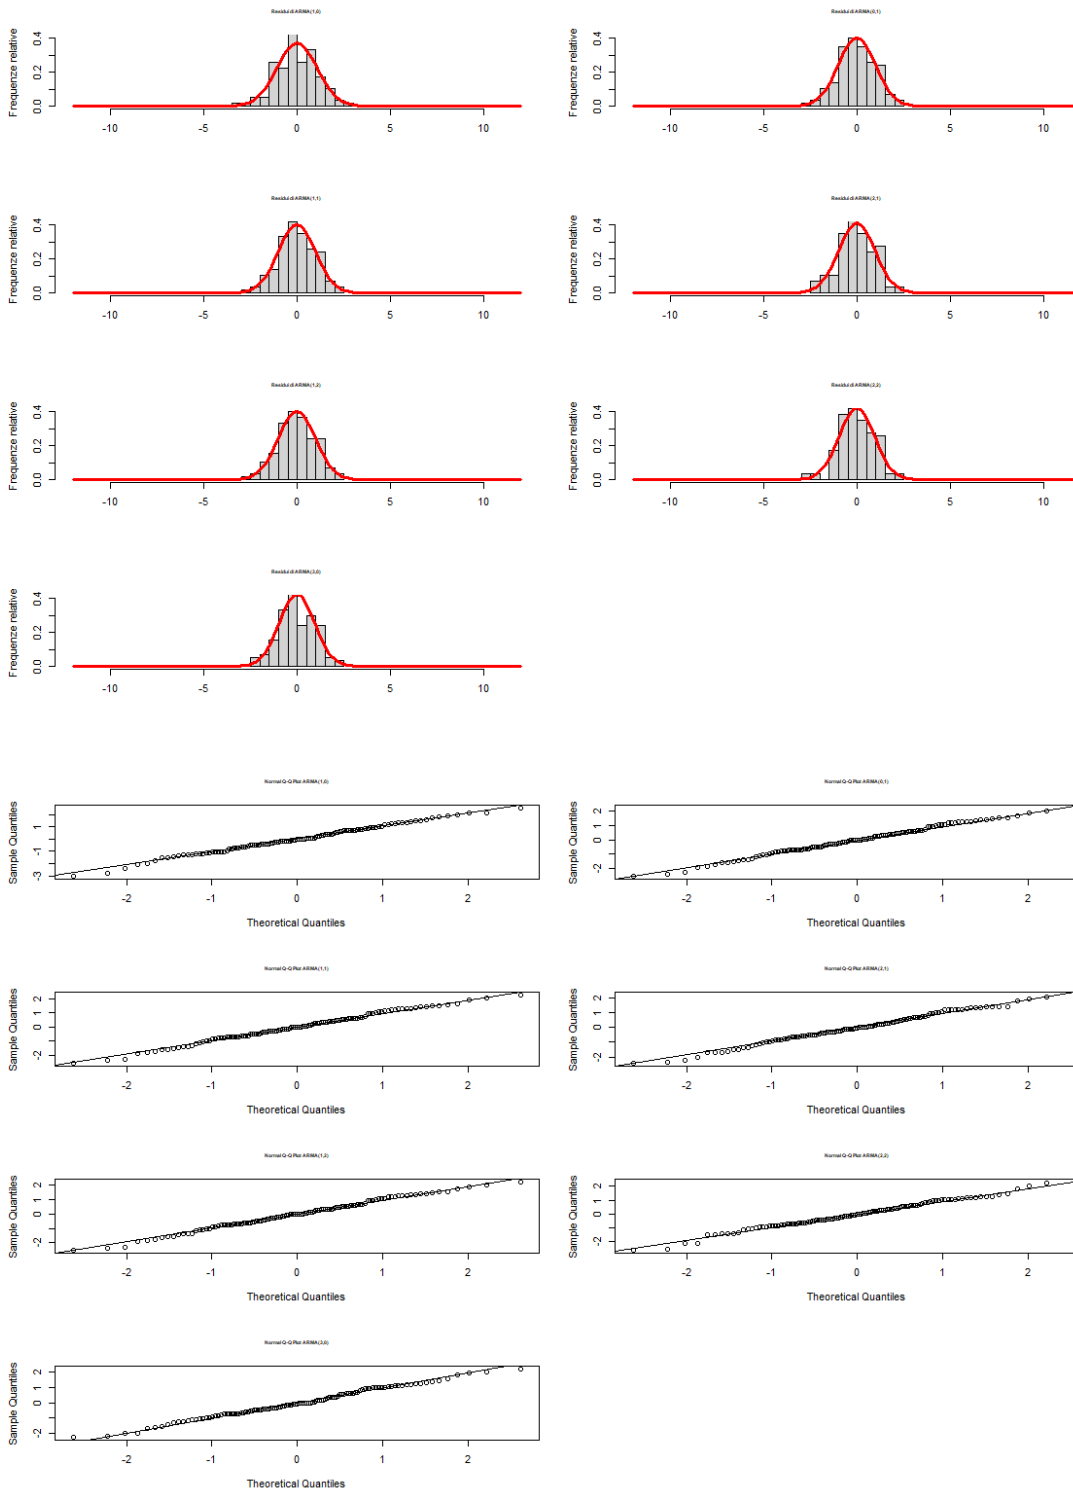 Residui di ARMA(1,0)
Frequenze relative
0.0 0.2 0.4
-10 -5 0 5 10
Residui di ARMA(0,1)
Frequenze relative
0.0 0.2 0.4
-10 -5 0 5 10
Residui di ARMA(1,1)
Frequenze relative
0.0 0.2 0.4
-10 -5 0 5 10
Residui di ARMA(2,1)
Frequenze relative
0.0 0.2 0.4
-10 -5 0 5 10
Residui di ARMA(1,2)
Frequenze relative
0.0 0.2 0.4
-10 -5 0 5 10
Residui di ARMA(2,2)
Frequenze relative
0.0 0.2 0.4
-10 -5 0 5 10
Residui di ARMA(3,0)
Frequenze relative
0.0 0.2 0.4
-10 -5 0 5 10
Normal Q-Q Plot ARMA(1,0)
Sample Quantiles
-3 -1 1
-2 -1 0 1 2
Theoretical Quantiles
Normal Q-Q Plot ARMA(0,1)
Sample Quantiles
-2 0 1 2
-2 -1 0 1 2
Theoretical Quantiles
Normal Q-Q Plot ARMA(1,1)
Sample Quantiles
-2 0 1 2
-2 -1 0 1 2
Theoretical Quantiles
Normal Q-Q Plot ARMA(2,1)
Sample Quantiles
-2 0 1 2
-2 -1 0 1 2
Theoretical Quantiles
Normal Q-Q Plot ARMA(1,2)
Sample Quantiles
-2 0 1 2
-2 -1 0 1 2
Theoretical Quantiles
Normal Q-Q Plot ARMA(2,2)
Sample Quantiles
-2 0 1 2
-2 -1 0 1 2
Theoretical Quantiles
Normal Q-Q Plot ARMA(3,0)
Sample Quantiles
-2 0 1 2
-2 -1 0 1 2
Theoretical Quantiles